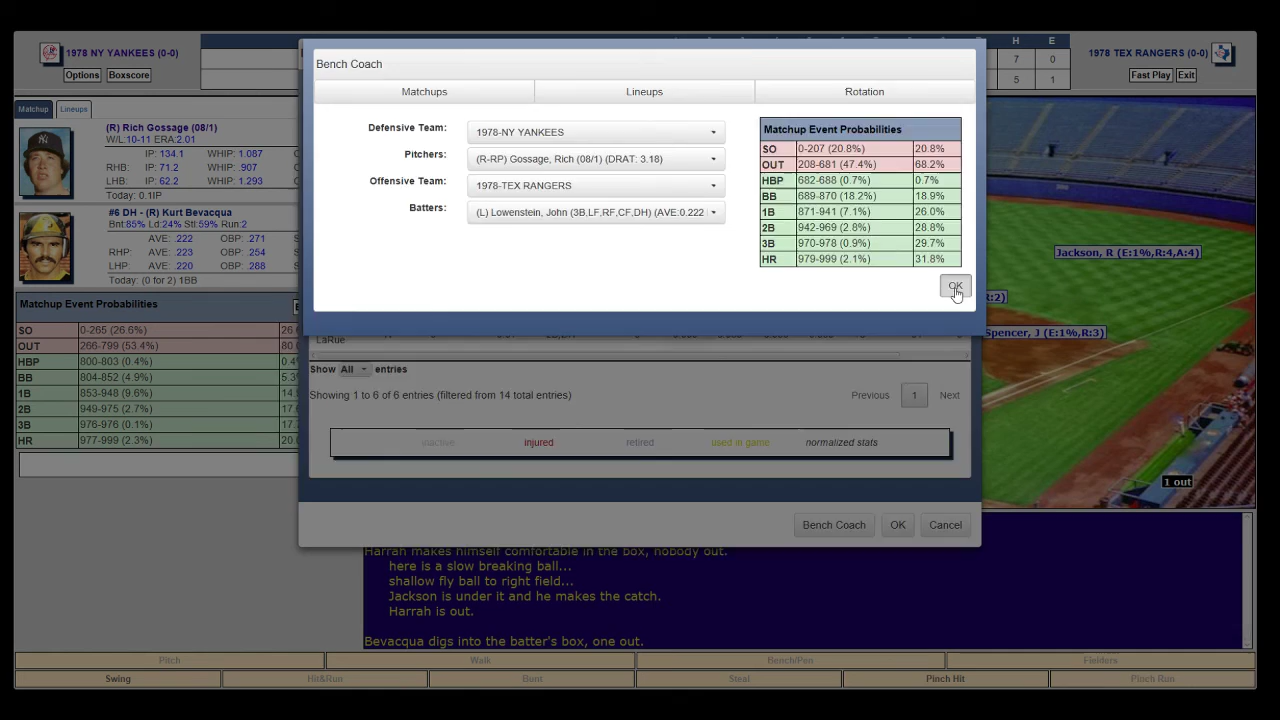 1978 NY YANKEES (0-0)
Options Boxscore
H E
7 0
5 1
1978 TEX RANGERS (0-0)
Fast Play Exit
Matchup Lineups
(R) Rich Gossage (08/1)
W/L:10-11 ERA:2.01
IP: 134.1 WHIP: 1.087
RHB: IP: 71.2 WHIP: .907
LHB: IP: 62.2 WHIP: 1.293
Today: 0.1IP
#6 DH - (R) Kurt Bevacqua
Bnt:85% Ld:24% Stl:59% Run:2
AVE: .222 OBP: .271
RHP: AVE: .223 OBP: .254
LHP: AVE: .220 OBP: .288
Today: (0 for 2) 1BB
Matchup Event Probabilities
SO 0-265 (26.6%) 26.
OUT 266-799 (53.4%) 80.
HBP 800-803 (0.4%)
BB 804-852 (4.9%) 5.3
1B 853-948 (9.6%) 14.
2B 949-975 (2.7%) 17.
3B 976-976 (0.1%) 17.
HR 977-999 (2.3%) 20.
Bench Coach
Matchups Lineups Rotation
Defensive Team: 1978-NY YANKEES
Pitchers: (R-RP) Gossage, Rich (08/1) (DRAT: 3.18)
Offensive Team: 1978-TEX RANGERS
Batters: (L) Lowenstein, John (3B,LF,RF,CF,DH) (AVE:0.222
Matchup Event Probabilities
SO 0-207 (20.8%) 20.8%
OUT 208-681 (47.4%) 68.2%
HBP 682-688 (0.7%) 0.7%
BB 689-870 (18.2%) 18.9%
1B 871-941 (7.1%) 26.0%
2B 942-969 (2.8%) 28.8%
3B 970-978 (0.9%) 29.7%
HR 979-999 (2.1%) 31.8%
OK
LaRue
Show All entries
Showing 1 to 6 of 6 entries (filtered from 14 total entries)
Previous 1 Next
inactive injured retired used in game normalized stats
Bench Coach OK Cancel
Jackson, R (E:1%,R:4,A:4)
R:2)
Spencer, J (E:1%,R:3)
1 out
Harrah makes himself comfortable in the box, nobody out.
here is a slow breaking ball...
shallow fly ball to right field...
Jackson is under it and he makes the catch.
Harrah is out.
Bevacqua digs into the batter's box, one out.
Pitch Walk Bench/Pen Fielders
Swing Hit&Run Bunt Steal Pinch Hit Pinch Run